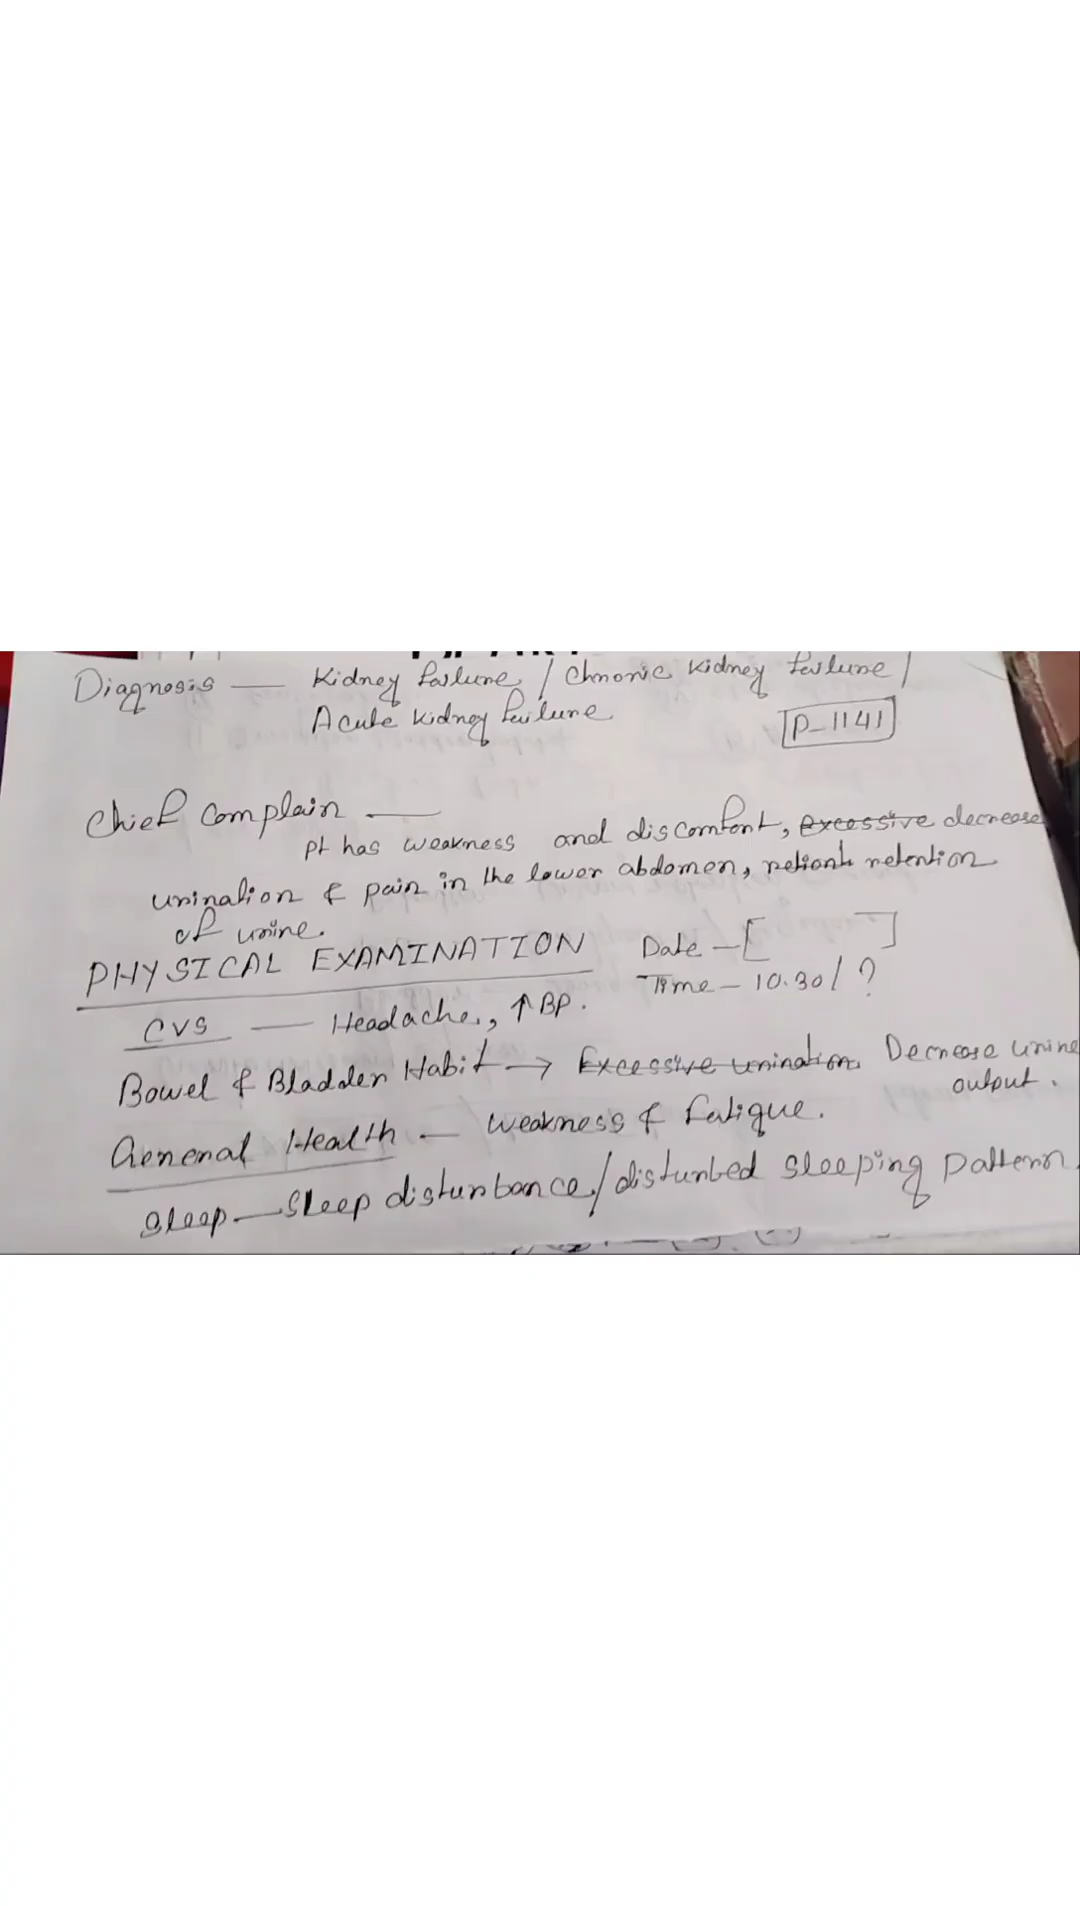 Diagnosis — Kidney failure / Chronic kidney failure /
Acute kidney failure
P-1141
Chief Complain —
pt has weakness and discomfort, excessive decrease
urination & pain in the lower abdomen, retention
of urine.
PHYSICAL EXAMINATION
Date — [ ]
Time — 10.30/ ?
CVS — Headache, ↑BP.
Bowel & Bladder Habit → Excessive urination. Decrease urine
output.
General Health — Weakness & fatigue.
Sleep — Sleep disturbance/disturbed sleeping pattern.